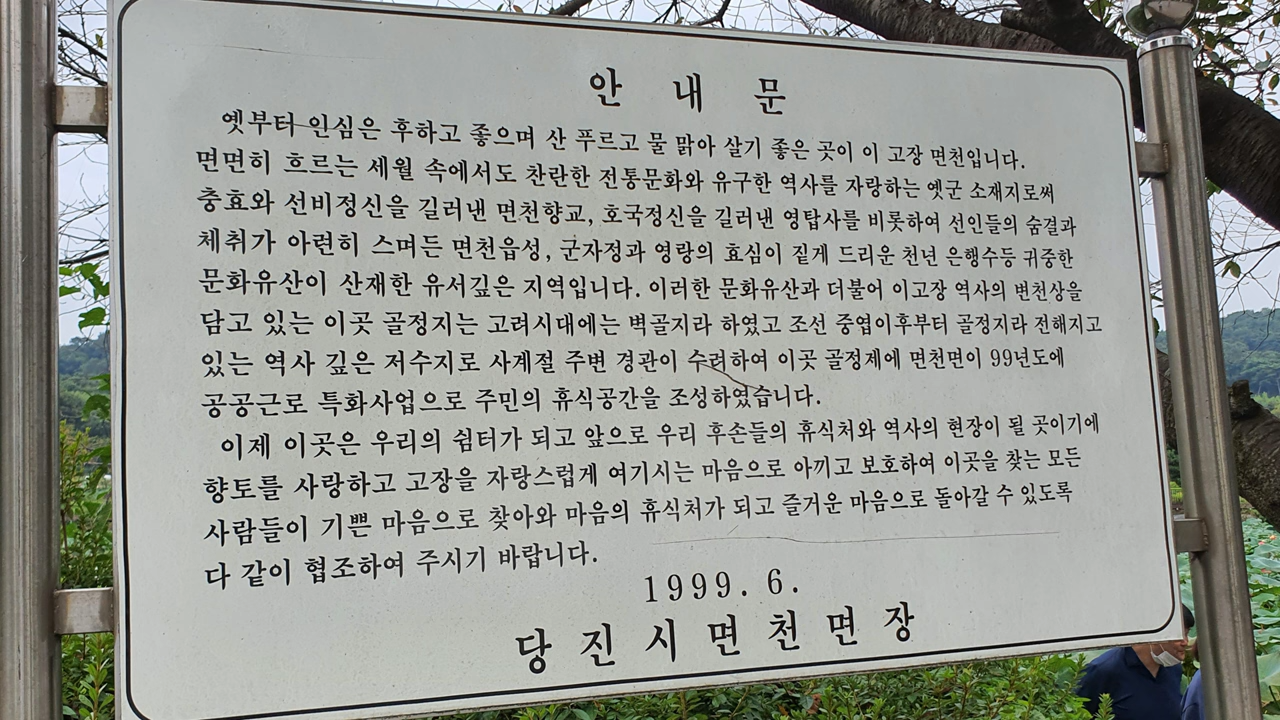 안내문
옛부터 인심은 후하고 좋으며 산 푸르고 물 맑아 살기 좋은 곳이 이 고장 면천입니다.
면면히 흐르는 세월 속에서도 찬란한 전통문화와 유구한 역사를 자랑하는 옛군 소재지로써
충효와 선비정신을 길러낸 면천향교, 호국정신을 길러낸 영탑사를 비롯하여 선인들의 숨결과
체취가 아련히 스며든 면천읍성, 군자정과 영랑의 효심이 짙게 드리운 천년 은행수등 귀중한
문화유산이 산재한 유서깊은 지역입니다. 이러한 문화유산과 더불어 이고장 역사의 변천상을
담고 있는 이곳 골정지는 고려시대에는 벽골지라 하였고 조선 중엽이후부터 골정지라 전해지고
있는 역사 깊은 저수지로 사계절 주변 경관이 수려하여 이곳 골정제에 면천면이 99년도에
공공근로 특화사업으로 주민의 휴식공간을 조성하였습니다.
이제 이곳은 우리의 쉼터가 되고 앞으로 우리 후손들의 휴식처와 역사의 현장이 될 곳이기에
향토를 사랑하고 고장을 자랑스럽게 여기시는 마음으로 아끼고 보호하여 이곳을 찾는 모든
사람들이 기쁜 마음으로 찾아와 마음의 휴식처가 되고 즐거운 마음으로 돌아갈 수 있도록
다 같이 협조하여 주시기 바랍니다.
1999. 6.
당진시면천면장